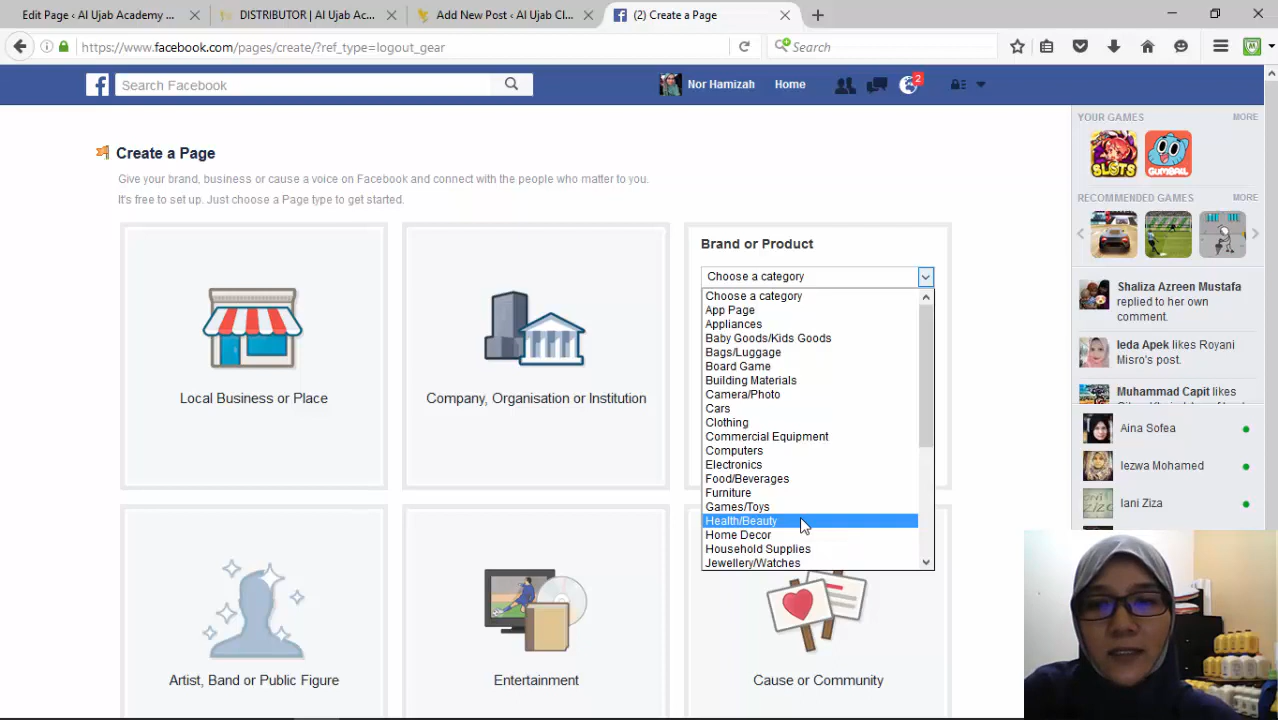 Edit Page ‹ Al Ujab Academy ...
DISTRIBUTOR | Al Ujab Ac...
Add New Post ‹ Al Ujab Cl...
(2) Create a Page
https://www.facebook.com/pages/create/?ref_type=logout_gear
Search
Search Facebook
Nor Hamizah
Home
2
Create a Page
Give your brand, business or cause a voice on Facebook and connect with the people who matter to you.
It's free to set up. Just choose a Page type to get started.
Local Business or Place
Company, Organisation or Institution
Brand or Product
Choose a category
Choose a category
App Page
Appliances
Baby Goods/Kids Goods
Bags/Luggage
Board Game
Building Materials
Camera/Photo
Cars
Clothing
Commercial Equipment
Computers
Electronics
Food/Beverages
Furniture
Games/Toys
Health/Beauty
Home Decor
Household Supplies
Jewellery/Watches
Artist, Band or Public Figure
Entertainment
Cause or Community
YOUR GAMES
MORE
SLOTS
GUMBALL
RECOMMENDED GAMES
MORE
Shaliza Azreen Mustafa
replied to her own
comment.
Ieda Apek likes Royani
Misro's post.
Muhammad Capit likes
Aina Sofea
Iezwa Mohamed
Iani Ziza